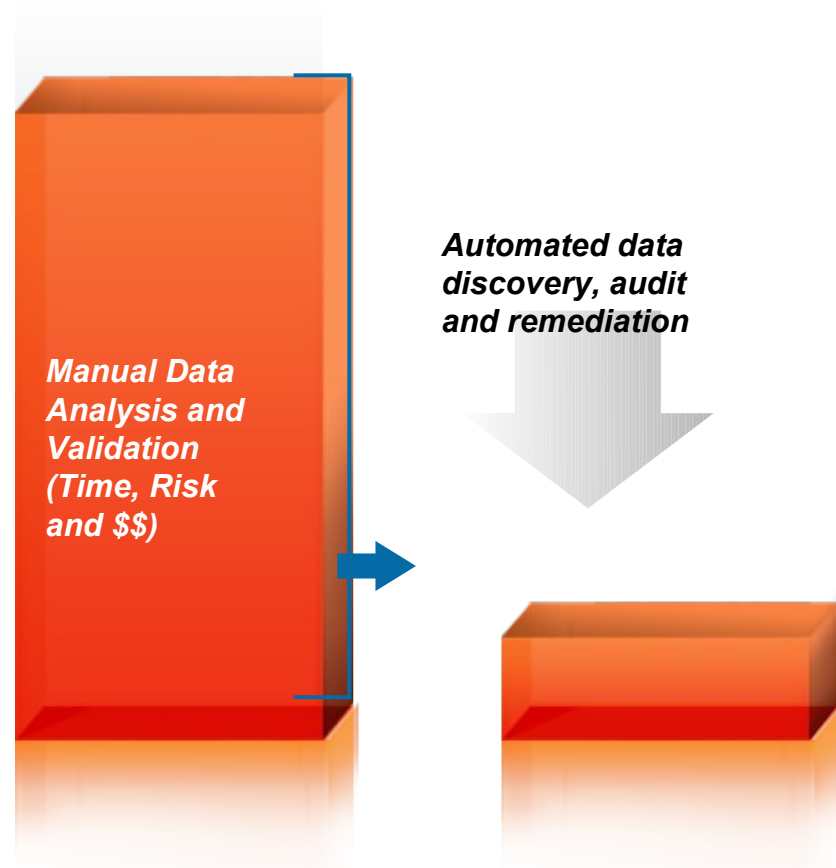 Automated data
discovery, audit
and remediation
Manual Data
Analysis and
Validation
(Time, Risk
and $$)